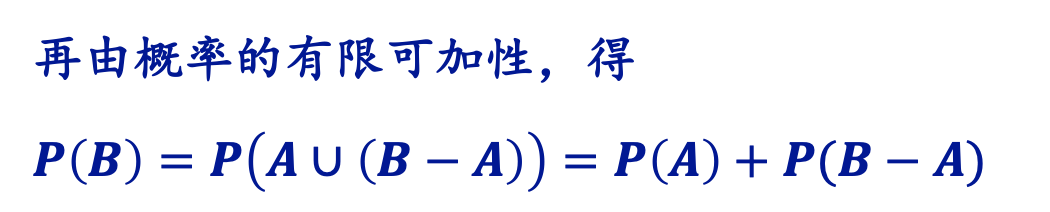 再由概率的有限可加性，得
P(B) = P(A ∪ (B − A)) = P(A) + P(B − A)